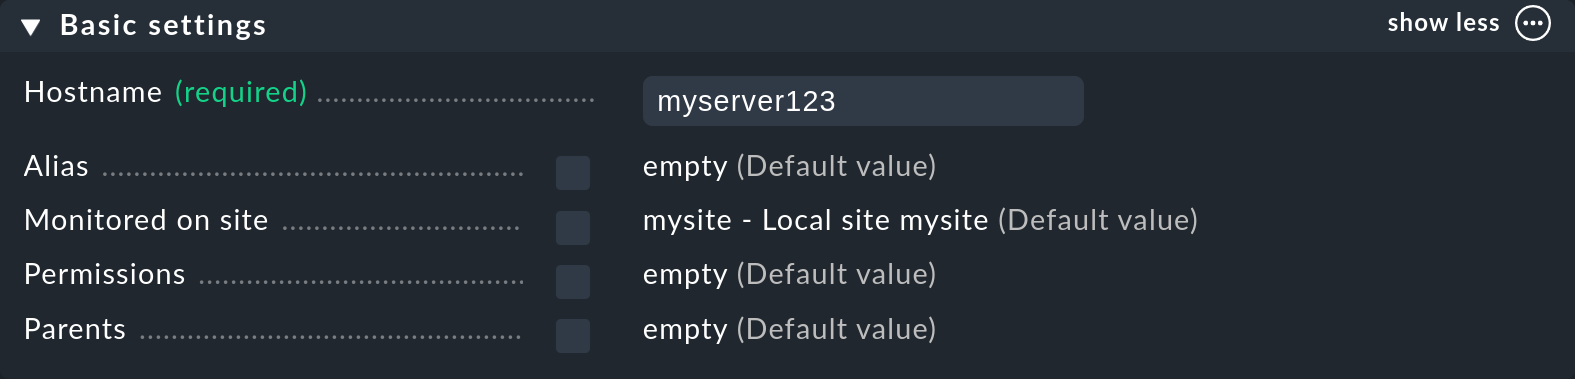 Basic settings
show less
Hostname (required)
myserver123
Alias
empty (Default value)
Monitored on site
mysite - Local site mysite (Default value)
Permissions
empty (Default value)
Parents
empty (Default value)